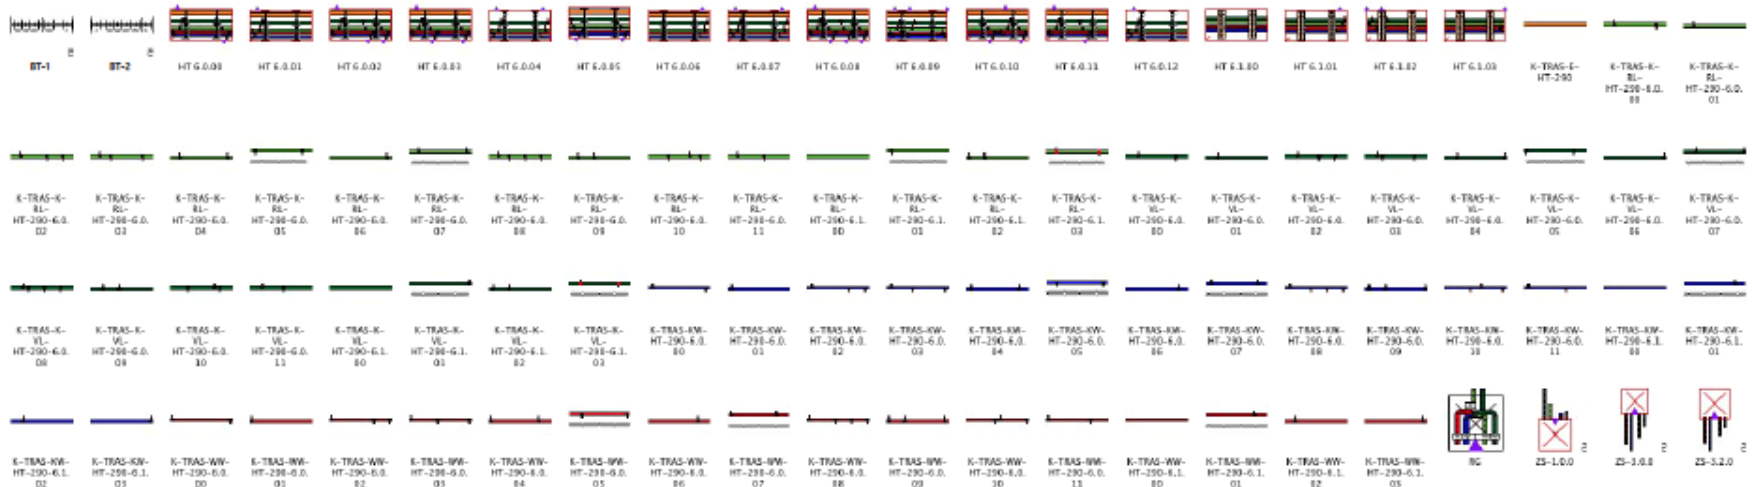 BT-1 BT-2 HT 6.0.00 HT 6.0.01 HT 6.0.02 HT 6.0.03 HT 6.0.04 HT 6.0.05 HT 6.0.06 HT 6.0.07 HT 6.0.08 HT 6.0.09 HT 6.0.10 HT 6.0.11 HT 6.0.12 HT 6.1.00 HT 6.1.01 HT 6.1.02 HT 6.1.03 K-TRAS-E- K-TRAS-K- K-TRAS-K-
HT-290 RL- RL-
HT-290-6.0. HT-290-6.0.
00 01
K-TRAS-K- K-TRAS-K- K-TRAS-K- K-TRAS-K- K-TRAS-K- K-TRAS-K- K-TRAS-K- K-TRAS-K- K-TRAS-K- K-TRAS-K- K-TRAS-K- K-TRAS-K- K-TRAS-K- K-TRAS-K- K-TRAS-K- K-TRAS-K- K-TRAS-K- K-TRAS-K- K-TRAS-K- K-TRAS-K- K-TRAS-K- K-TRAS-K-
RL- RL- RL- RL- RL- RL- RL- RL- RL- RL- RL- RL- RL- RL- VL- VL- VL- VL- VL- VL- VL- VL-
HT-290-6.0. HT-290-6.0. HT-290-6.0. HT-290-6.0. HT-290-6.0. HT-290-6.0. HT-290-6.0. HT-290-6.0. HT-290-6.0. HT-290-6.0. HT-290-6.1. HT-290-6.1. HT-290-6.1. HT-290-6.1. HT-290-6.0. HT-290-6.0. HT-290-6.0. HT-290-6.0. HT-290-6.0. HT-290-6.0. HT-290-6.0. HT-290-6.0.
02 03 04 05 06 07 08 09 10 11 00 01 02 03 00 01 02 03 04 05 06 07
K-TRAS-K- K-TRAS-K- K-TRAS-K- K-TRAS-K- K-TRAS-K- K-TRAS-K- K-TRAS-K- K-TRAS-K- K-TRAS-KW- K-TRAS-KW- K-TRAS-KW- K-TRAS-KW- K-TRAS-KW- K-TRAS-KW- K-TRAS-KW- K-TRAS-KW- K-TRAS-KW- K-TRAS-KW- K-TRAS-KW- K-TRAS-KW- K-TRAS-KW- K-TRAS-KW-
VL- VL- VL- VL- VL- VL- VL- VL- HT-290-6.0. HT-290-6.0. HT-290-6.0. HT-290-6.0. HT-290-6.0. HT-290-6.0. HT-290-6.0. HT-290-6.0. HT-290-6.0. HT-290-6.0. HT-290-6.0. HT-290-6.0. HT-290-6.1. HT-290-6.1.
HT-290-6.0. HT-290-6.0. HT-290-6.0. HT-290-6.0. HT-290-6.1. HT-290-6.1. HT-290-6.1. HT-290-6.1. 00 01 02 03 04 05 06 07 08 09 10 11 00 01
08 09 10 11 00 01 02 03
K-TRAS-KW- K-TRAS-KW- K-TRAS-WW- K-TRAS-WW- K-TRAS-WW- K-TRAS-WW- K-TRAS-WW- K-TRAS-WW- K-TRAS-WW- K-TRAS-WW- K-TRAS-WW- K-TRAS-WW- K-TRAS-WW- K-TRAS-WW- K-TRAS-WW- K-TRAS-WW- K-TRAS-WW- K-TRAS-WW- RG ZS-1.0.0 ZS-3.0.0 ZS-3.2.0
HT-290-6.1. HT-290-6.1. HT-290-6.0. HT-290-6.0. HT-290-6.0. HT-290-6.0. HT-290-6.0. HT-290-6.0. HT-290-6.0. HT-290-6.0. HT-290-6.0. HT-290-6.0. HT-290-6.0. HT-290-6.0. HT-290-6.1. HT-290-6.1. HT-290-6.1. HT-290-6.1.
02 03 00 01 02 03 04 05 06 07 08 09 10 11 00 01 02 03